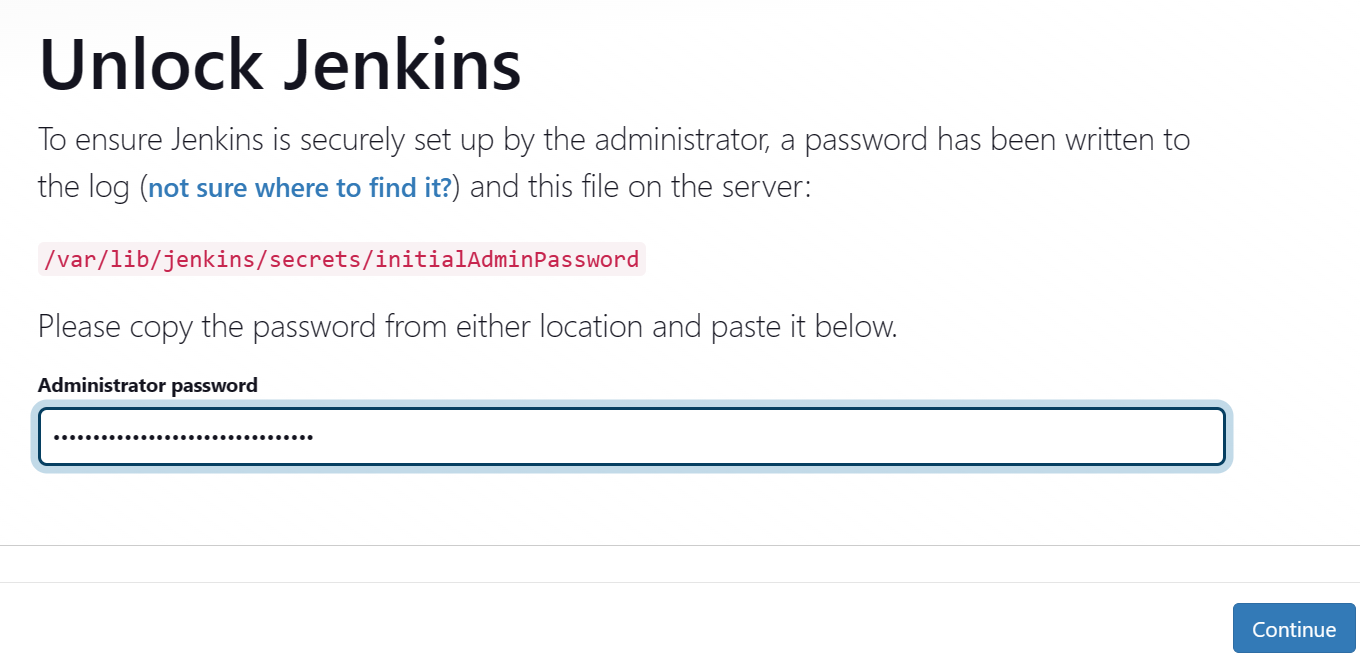 Unlock Jenkins
To ensure Jenkins is securely set up by the administrator, a password has been written to
the log (not sure where to find it?) and this file on the server:
/var/lib/jenkins/secrets/initialAdminPassword
Please copy the password from either location and paste it below.
Administrator password
••••••••••••••••••••••••••••••••
Continue